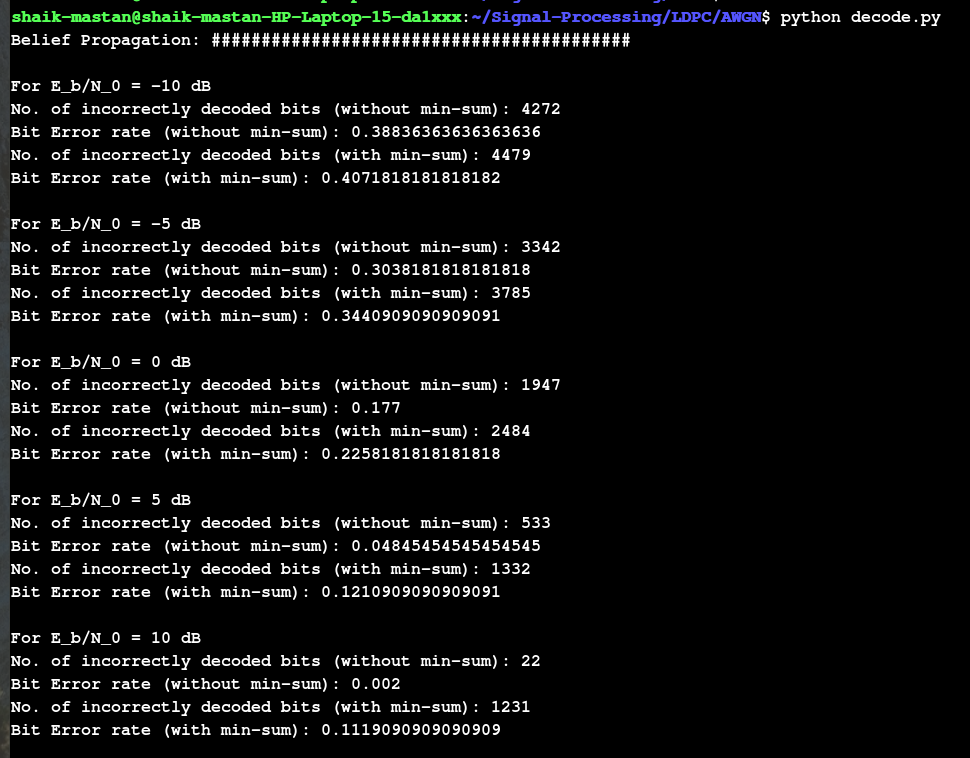 shaik-mastan@shaik-mastan-HP-Laptop-15-da1xxx:~/Signal-Processing/LDPC/AWGN$ python decode.py
Belief Propagation: ##########################################
For E_b/N_0 = -10 dB
No. of incorrectly decoded bits (without min-sum): 4272
Bit Error rate (without min-sum): 0.38836363636363636
No. of incorrectly decoded bits (with min-sum): 4479
Bit Error rate (with min-sum): 0.4071818181818182
For E_b/N_0 = -5 dB
No. of incorrectly decoded bits (without min-sum): 3342
Bit Error rate (without min-sum): 0.3038181818181818
No. of incorrectly decoded bits (with min-sum): 3785
Bit Error rate (with min-sum): 0.3440909090909091
For E_b/N_0 = 0 dB
No. of incorrectly decoded bits (without min-sum): 1947
Bit Error rate (without min-sum): 0.177
No. of incorrectly decoded bits (with min-sum): 2484
Bit Error rate (with min-sum): 0.2258181818181818
For E_b/N_0 = 5 dB
No. of incorrectly decoded bits (without min-sum): 533
Bit Error rate (without min-sum): 0.04845454545454545
No. of incorrectly decoded bits (with min-sum): 1332
Bit Error rate (with min-sum): 0.1210909090909091
For E_b/N_0 = 10 dB
No. of incorrectly decoded bits (without min-sum): 22
Bit Error rate (without min-sum): 0.002
No. of incorrectly decoded bits (with min-sum): 1231
Bit Error rate (with min-sum): 0.1119090909090909